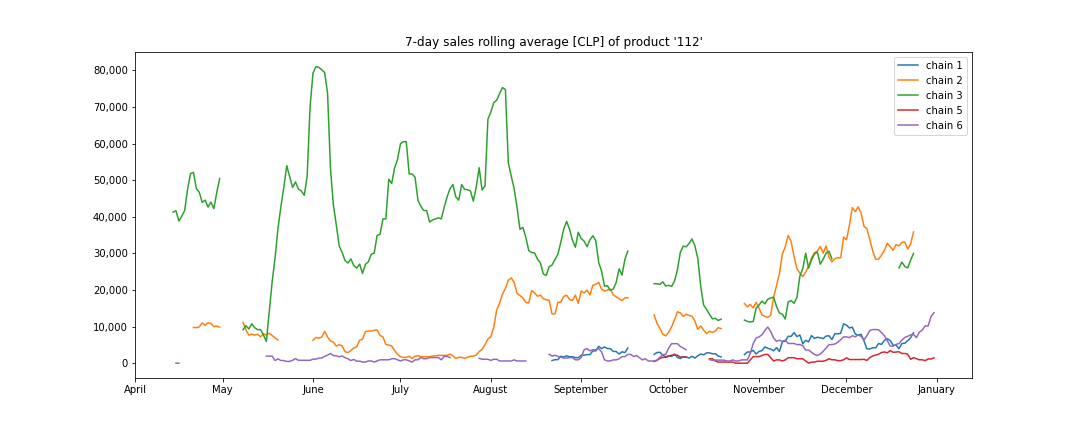 7-day sales rolling average [CLP] of product '112'
80,000
70,000
60,000
50,000
40,000
30,000
20,000
10,000
0
chain 1
chain 2
chain 3
chain 5
chain 6
April May June July August September October November December January